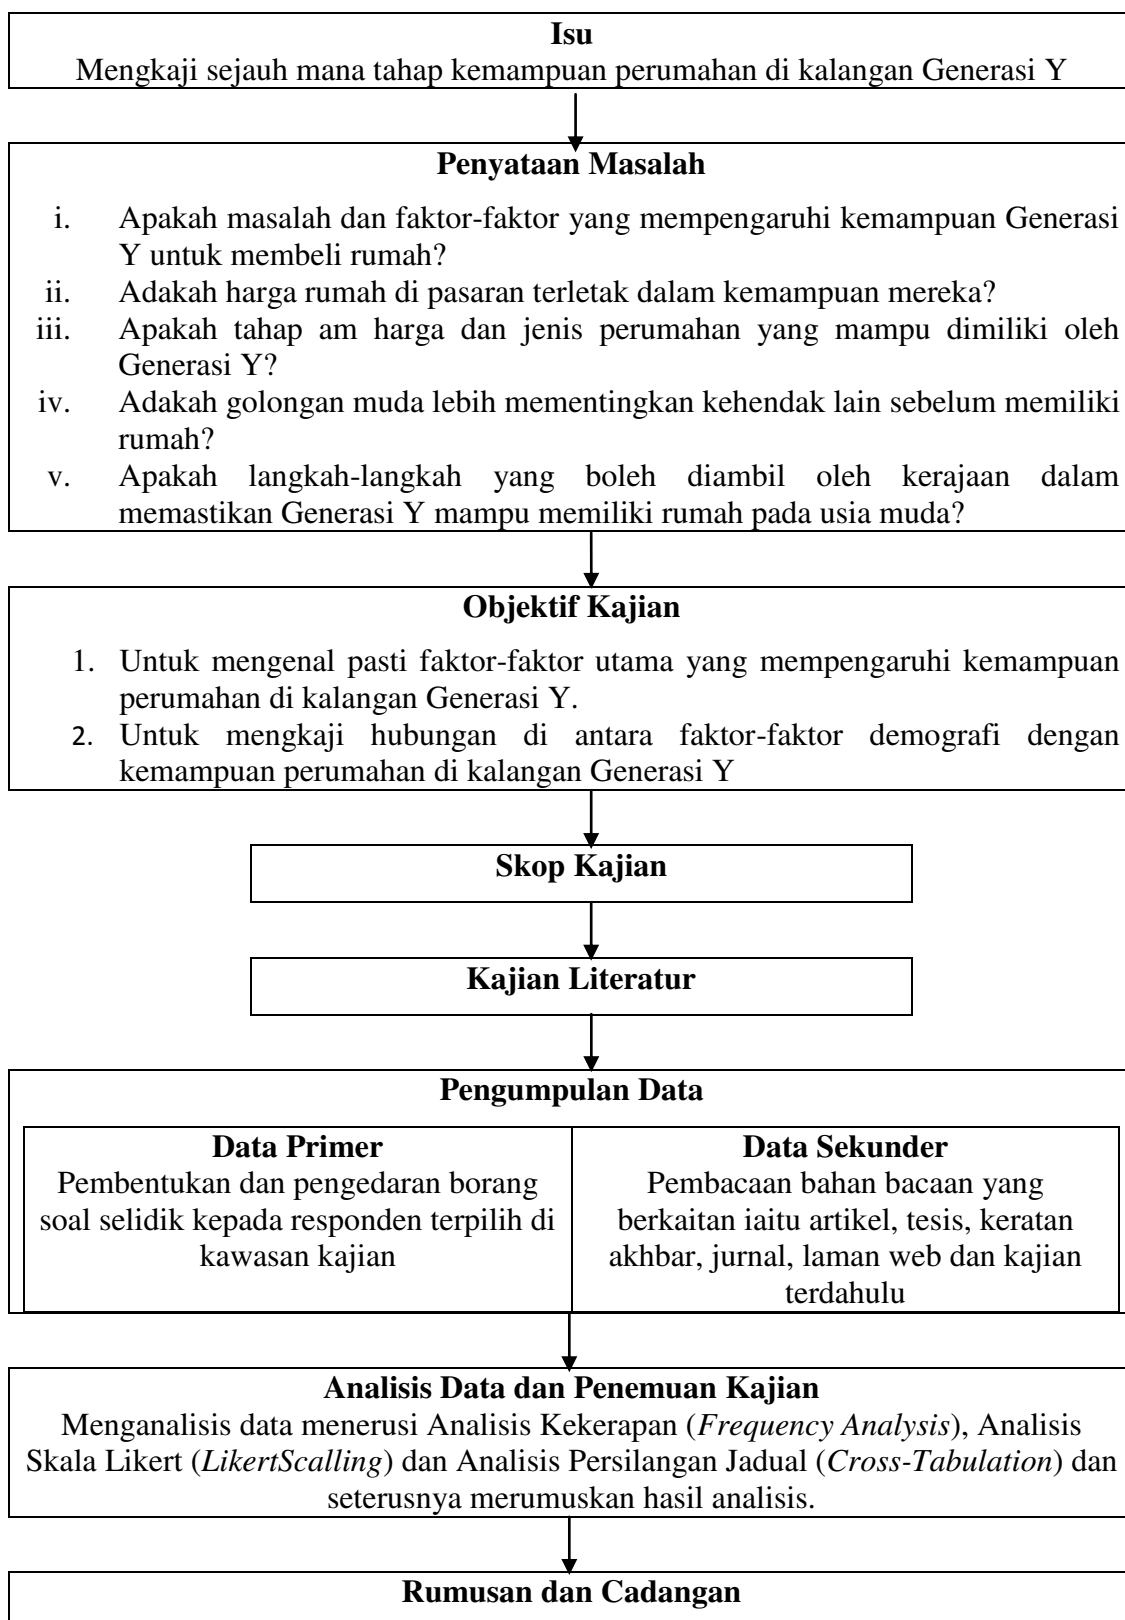 Isu
Mengkaji sejauh mana tahap kemampuan perumahan di kalangan Generasi Y
Penyataan Masalah
i. Apakah masalah dan faktor-faktor yang mempengaruhi kemampuan Generasi
Y untuk membeli rumah?
ii. Adakah harga rumah di pasaran terletak dalam kemampuan mereka?
iii. Apakah tahap am harga dan jenis perumahan yang mampu dimiliki oleh
Generasi Y?
iv. Adakah golongan muda lebih mementingkan kehendak lain sebelum memiliki
rumah?
v. Apakah langkah-langkah yang boleh diambil oleh kerajaan dalam
memastikan Generasi Y mampu memiliki rumah pada usia muda?
Objektif Kajian
1. Untuk mengenal pasti faktor-faktor utama yang mempengaruhi kemampuan
perumahan di kalangan Generasi Y.
2. Untuk mengkaji hubungan di antara faktor-faktor demografi dengan
kemampuan perumahan di kalangan Generasi Y
Skop Kajian
Kajian Literatur
Pengumpulan Data
Data Primer
Pembentukan dan pengedaran borang
soal selidik kepada responden terpilih di
kawasan kajian
Data Sekunder
Pembacaan bahan bacaan yang
berkaitan iaitu artikel, tesis, keratan
akhbar, jurnal, laman web dan kajian
terdahulu
Analisis Data dan Penemuan Kajian
Menganalisis data menerusi Analisis Kekerapan (Frequency Analysis), Analisis
Skala Likert (LikertScalling) dan Analisis Persilangan Jadual (Cross-Tabulation) dan
seterusnya merumuskan hasil analisis.
Rumusan dan Cadangan